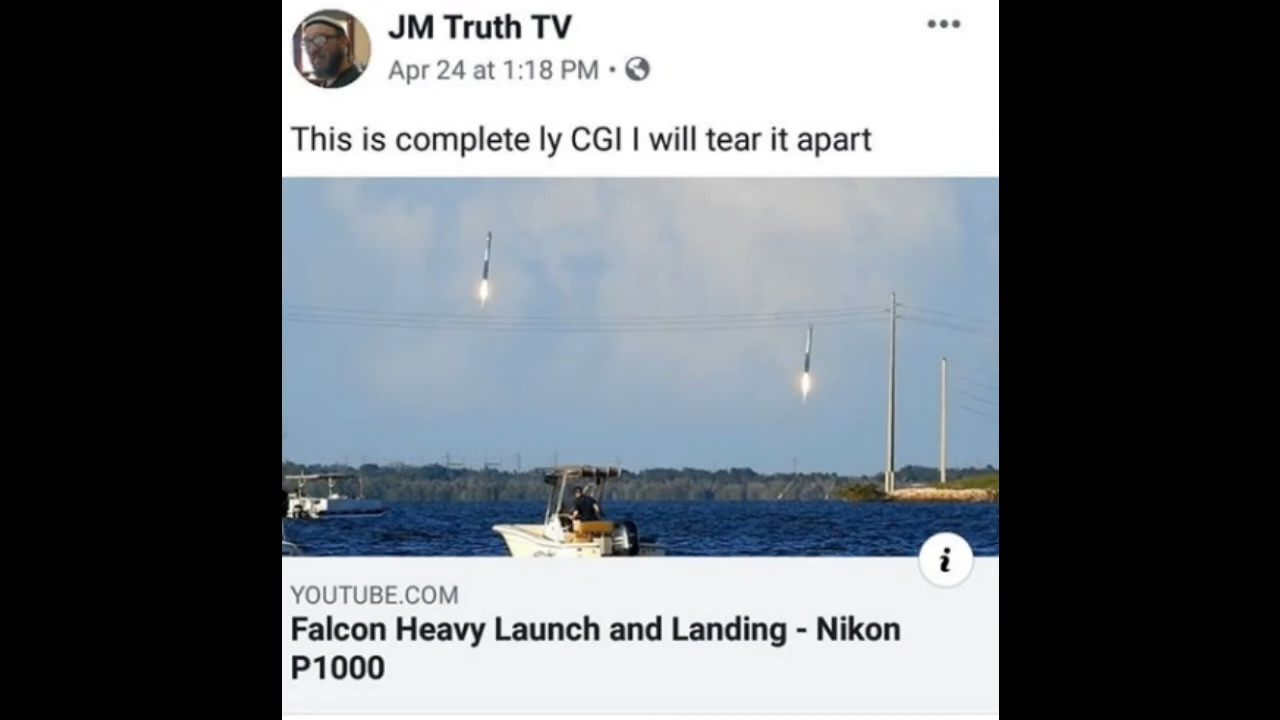 JM Truth TV
Apr 24 at 1:18 PM •
This is complete ly CGI I will tear it apart
YOUTUBE.COM
Falcon Heavy Launch and Landing - Nikon
P1000